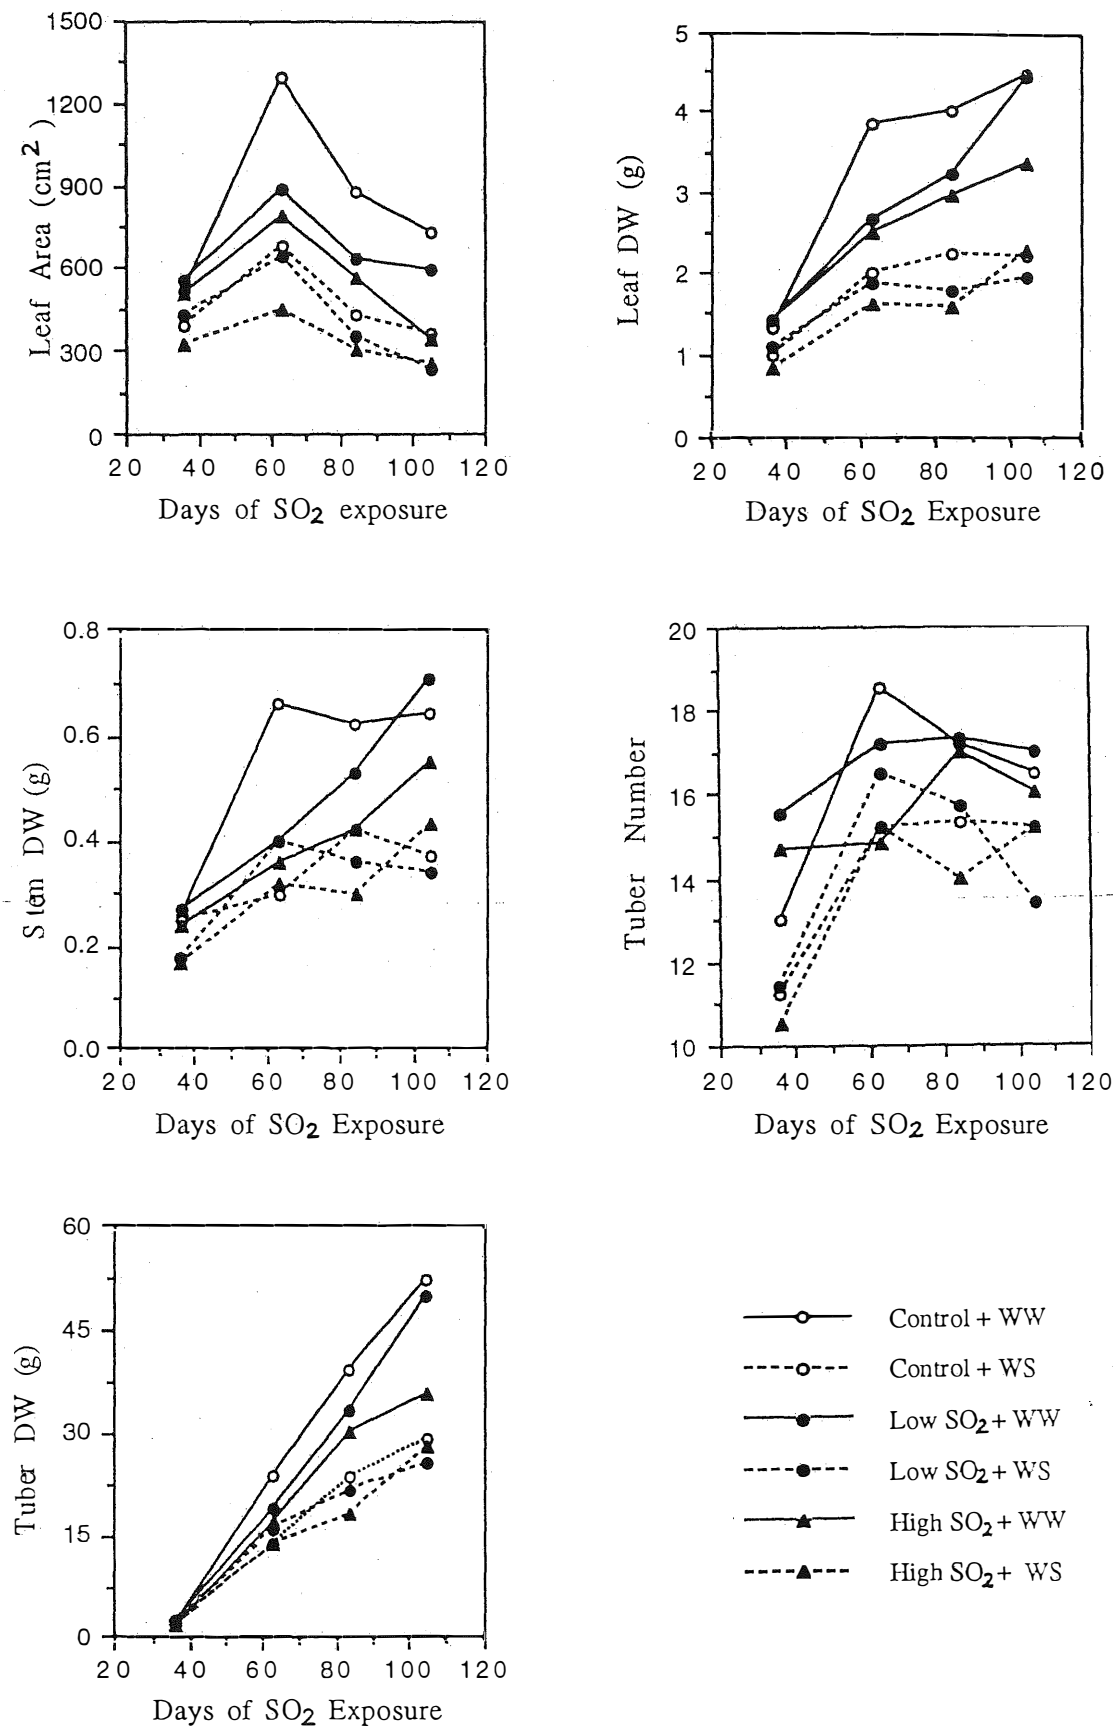 1500
1200
900
600
300
0
Leaf Area (cm2)
20 40 60 80 100 120
Days of SO2 exposure
5
4
3
2
1
0
Leaf DW (g)
20 40 60 80 100 120
Days of SO2 Exposure
0.8
0.6
0.4
0.2
0.0
Stem DW (g)
20 40 60 80 100 120
Days of SO2 Exposure
20
18
16
14
12
10
Tuber Number
20 40 60 80 100 120
Days of SO2 Exposure
60
45
30
15
0
Tuber DW (g)
20 40 60 80 100 120
Days of SO2 Exposure
Control + WW
Control + WS
Low SO2 + WW
Low SO2 + WS
High SO2 + WW
High SO2 + WS